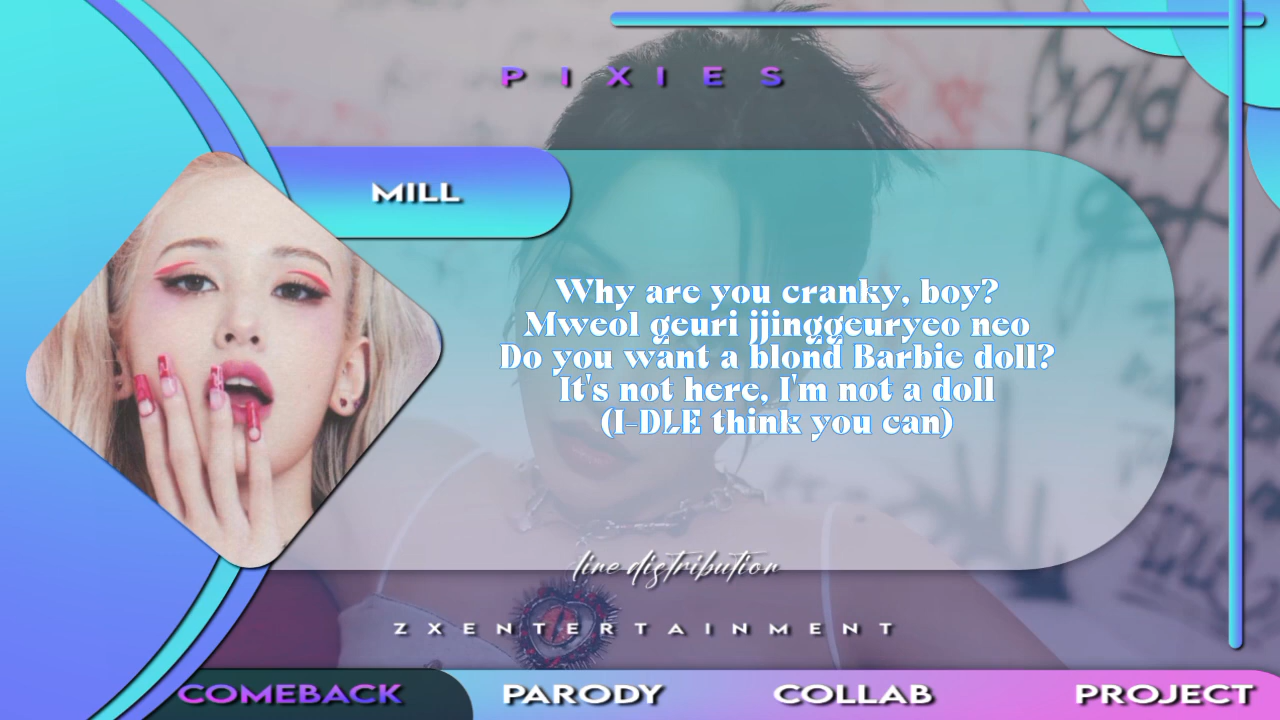 PIXIES
MILL
Why are you cranky, boy?
Mweol geuri jjinggeuryeo neo
Do you want a blond Barbie doll?
It's not here, I'm not a doll
(I-DLE think you can)
line distribution
ZXENTERTAINMENT
COMEBACK PARODY COLLAB PROJECT